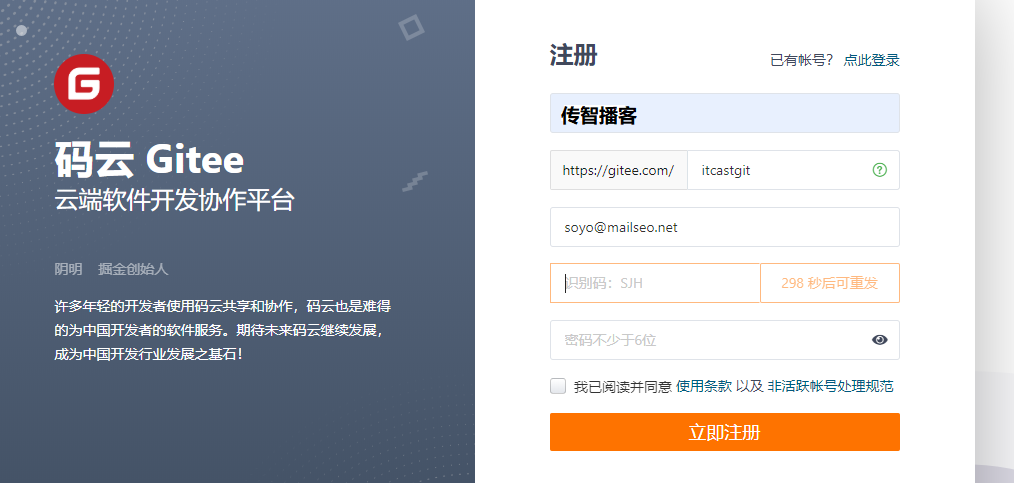 码云 Gitee
云端软件开发协作平台
阴明 掘金创始人
许多年轻的开发者使用码云共享和协作，码云也是难得
的为中国开发者的软件服务。期待未来码云继续发展，
成为中国开发行业发展之基石！
注册
已有帐号？ 点此登录
传智播客
https://gitee.com/ itcastgit
soyo@mailseo.net
识别码：SJH 298 秒后可重发
密码不少于6位
我已阅读并同意 使用条款 以及 非活跃帐号处理规范
立即注册